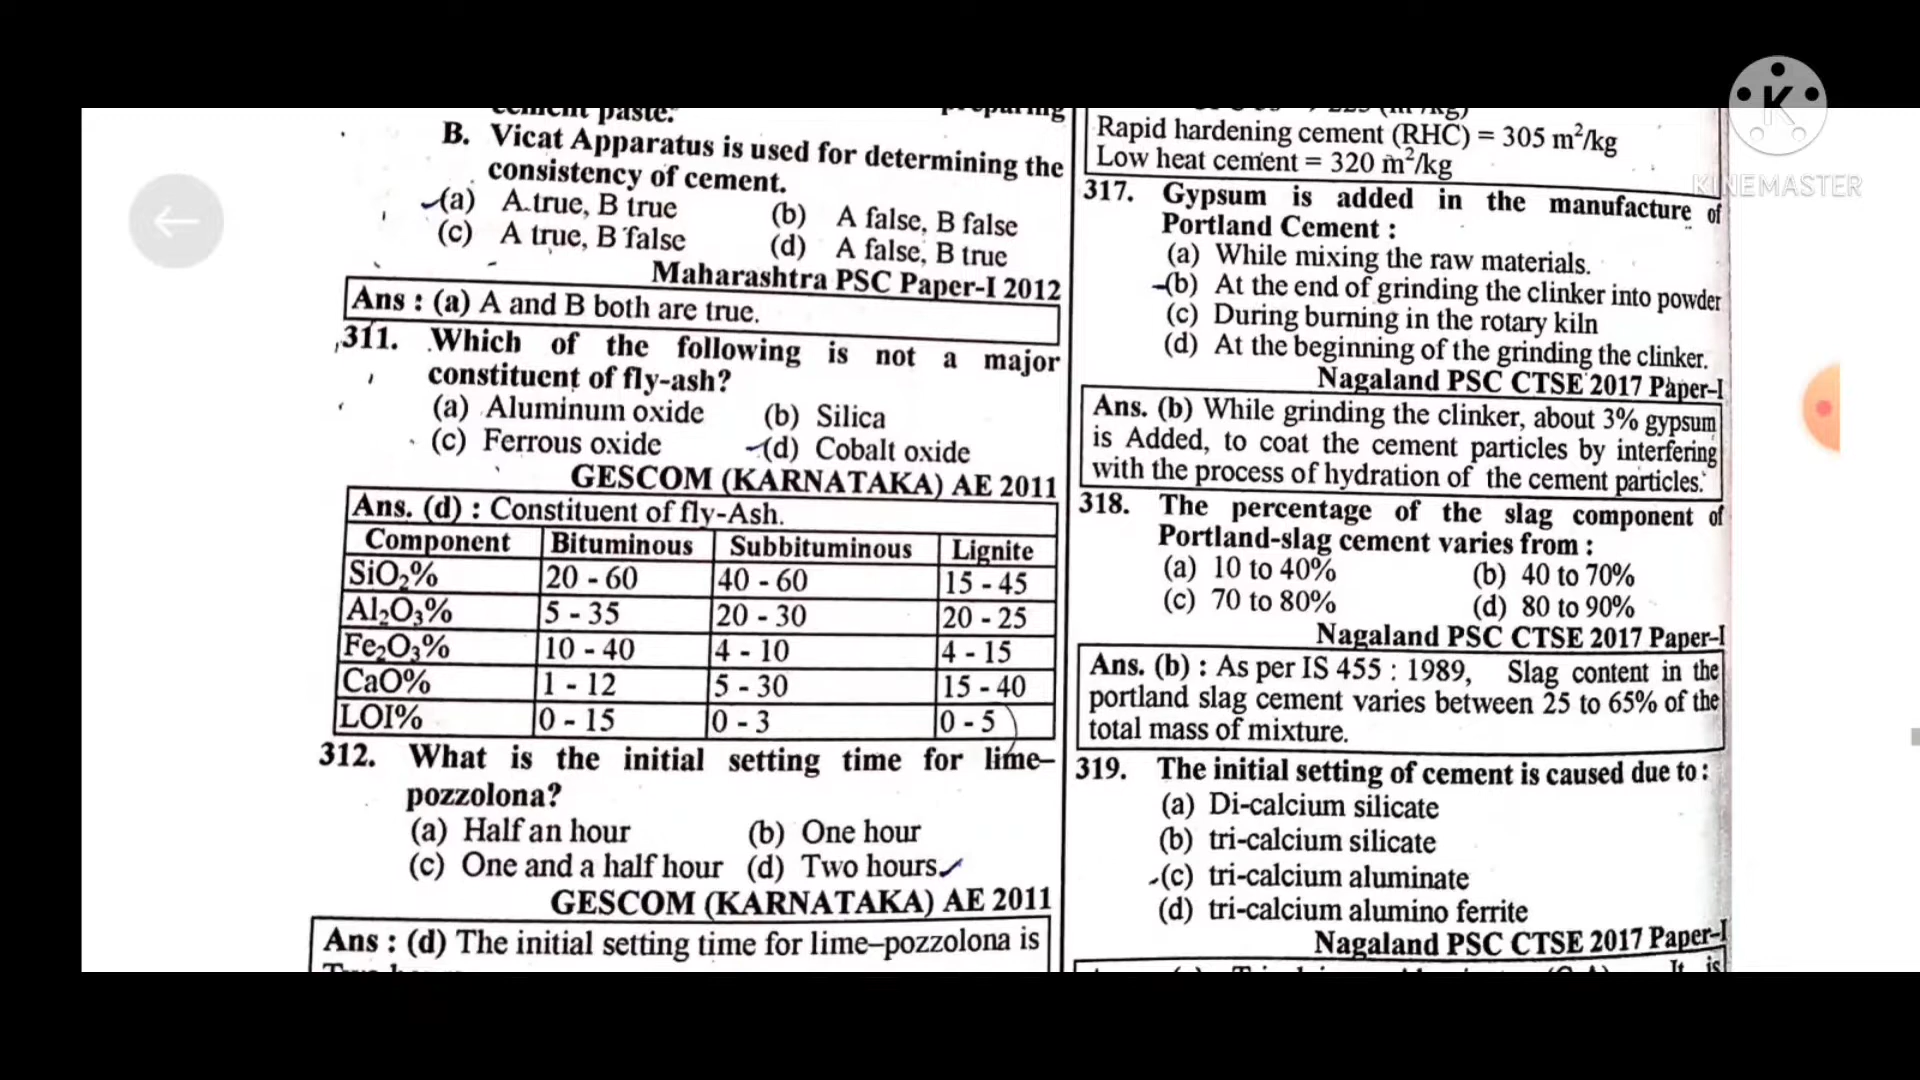 cement paste. preparing
B. Vicat Apparatus is used for determining the
consistency of cement.
(a) A true, B true (b) A false, B false
(c) A true, B false (d) A false, B true
Maharashtra PSC Paper-I 2012
Ans : (a) A and B both are true.
311. Which of the following is not a major
constituent of fly-ash?
(a) Aluminum oxide (b) Silica
(c) Ferrous oxide (d) Cobalt oxide
GESCOM (KARNATAKA) AE 2011
Ans. (d) : Constituent of fly-Ash.
Component Bituminous Subbituminous Lignite
SiO₂% 20 - 60 40 - 60 15 - 45
Al₂O₃% 5 - 35 20 - 30 20 - 25
Fe₂O₃% 10 - 40 4 - 10 4 - 15
CaO% 1 - 12 5 - 30 15 - 40
LOI% 0 - 15 0 - 3 0 - 5
312. What is the initial setting time for lime–
pozzolona?
(a) Half an hour (b) One hour
(c) One and a half hour (d) Two hours
GESCOM (KARNATAKA) AE 2011
Ans : (d) The initial setting time for lime–pozzolona is
Rapid hardening cement (RHC) = 305 m²/kg
Low heat cement = 320 m²/kg
317. Gypsum is added in the manufacture of
Portland Cement :
(a) While mixing the raw materials.
(b) At the end of grinding the clinker into powder
(c) During burning in the rotary kiln
(d) At the beginning of the grinding the clinker.
Nagaland PSC CTSE 2017 Paper-I
Ans. (b) While grinding the clinker, about 3% gypsum
is Added, to coat the cement particles by interfering
with the process of hydration of the cement particles.
318. The percentage of the slag component of
Portland-slag cement varies from :
(a) 10 to 40% (b) 40 to 70%
(c) 70 to 80% (d) 80 to 90%
Nagaland PSC CTSE 2017 Paper-I
Ans. (b) : As per IS 455 : 1989, Slag content in the
portland slag cement varies between 25 to 65% of the
total mass of mixture.
319. The initial setting of cement is caused due to :
(a) Di-calcium silicate
(b) tri-calcium silicate
(c) tri-calcium aluminate
(d) tri-calcium alumino ferrite
Nagaland PSC CTSE 2017 Paper-I
It is
K
KINEMASTER